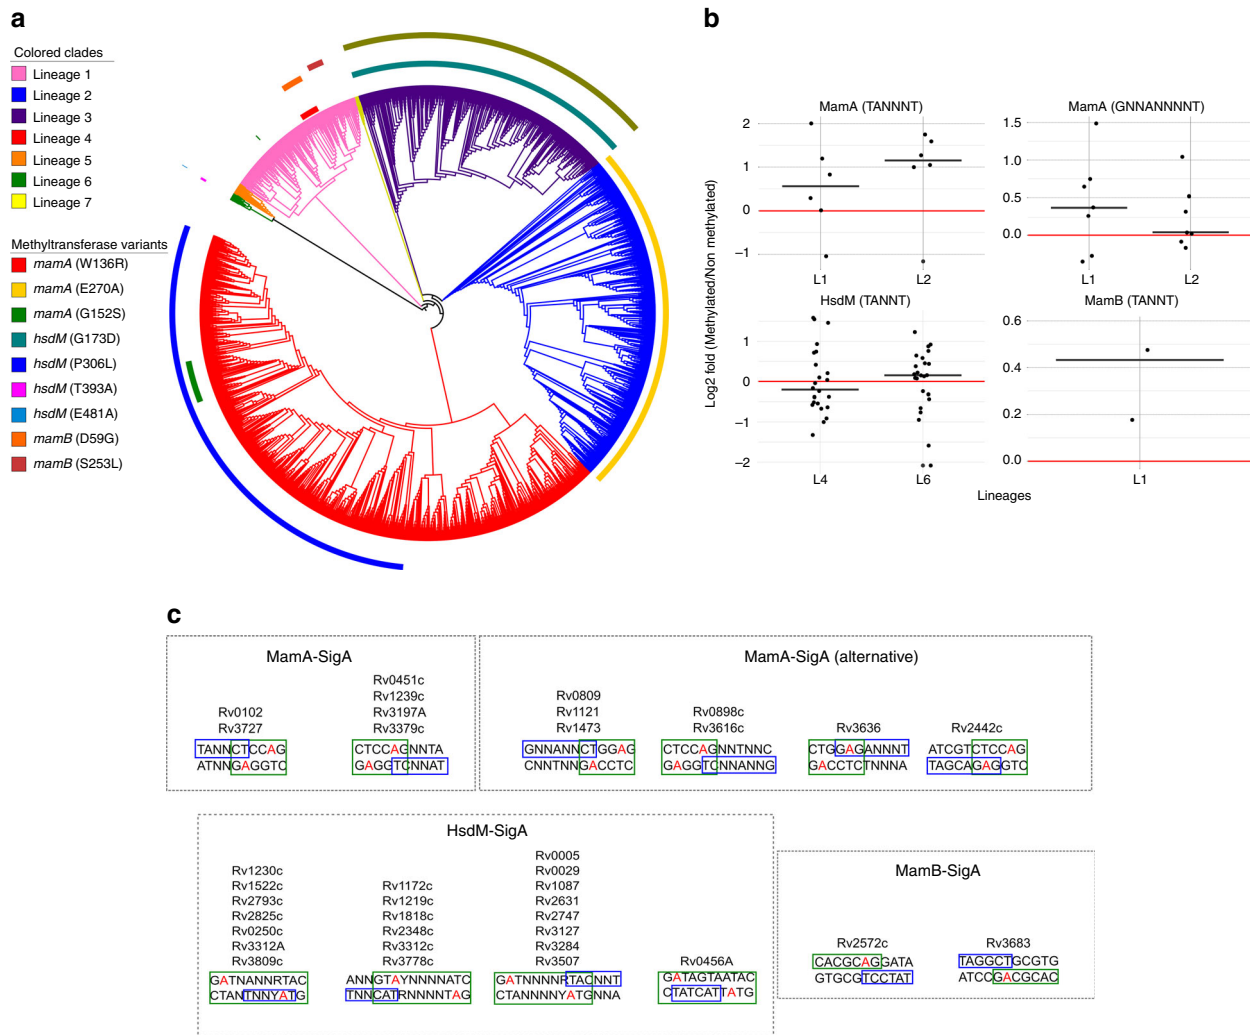 a
Colored clades
Lineage 1
Lineage 2
Lineage 3
Lineage 4
Lineage 5
Lineage 6
Lineage 7
Methyltransferase variants
mamA (W136R)
mamA (E270A)
mamA (G152S)
hsdM (G173D)
hsdM (P306L)
hsdM (T393A)
hsdM (E481A)
mamB (D59G)
mamB (S253L)
b
Log2 fold (Methylated/Non methylated)
MamA (TANNNT)
2
1
0
−1
L1 L2
MamA (GNNANNNNT)
1.5
1.0
0.5
0.0
L1 L2
HsdM (TANNT)
1
0
−1
−2
L4 L6
MamB (TANNT)
0.6
0.4
0.2
0.0
L1
Lineages
c
MamA-SigA
Rv0102
Rv3727
TANNCTCCAG
ATNNGAGGTC
Rv0451c
Rv1239c
Rv3197A
Rv3379c
CTCCAGNNTA
GAGGTCNNAT
MamA-SigA (alternative)
Rv0809
Rv1121
Rv1473
GNNANNCTGGAG
CNNTNNGACCTC
Rv0898c
Rv3616c
CTCCAGNNTNNC
GAGGTCNNANNG
Rv3636
CTGGAGANNNT
GACCTCTNNNA
Rv2442c
ATCGTCTCCAG
TAGCAGAGGTC
HsdM-SigA
Rv1230c
Rv1522c
Rv2793c
Rv2825c
Rv0250c
Rv3312A
Rv3809c
GATNANNRTAC
CTANTNNYATG
Rv1172c
Rv1219c
Rv1818c
Rv2348c
Rv3312c
Rv3778c
ANNGTAYNNNNATC
TNNCATRNNNNTAG
Rv0005
Rv0029
Rv1087
Rv2631
Rv2747
Rv3127
Rv3284
Rv3507
GATNNNNRTACNNT
CTANNNNYATGNNA
Rv0456A
GATAGTAATAC
CTATCATTATG
MamB-SigA
Rv2572c
CACGCAGGATA
GTGCGTCCTAT
Rv3683
TAGGCTGCGTG
ATCCGACGCAC